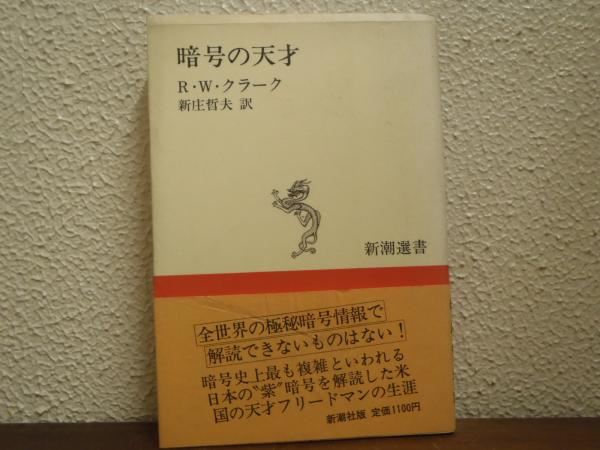 暗号の天才
R・W・クラーク
新庄哲夫 訳
新潮選書
全世界の極秘暗号情報で
解読できないものはない！
暗号史上最も複雑といわれる
日本の〝紫〟暗号を解読した米
国の天才フリードマンの生涯
新潮社版 定価1100円